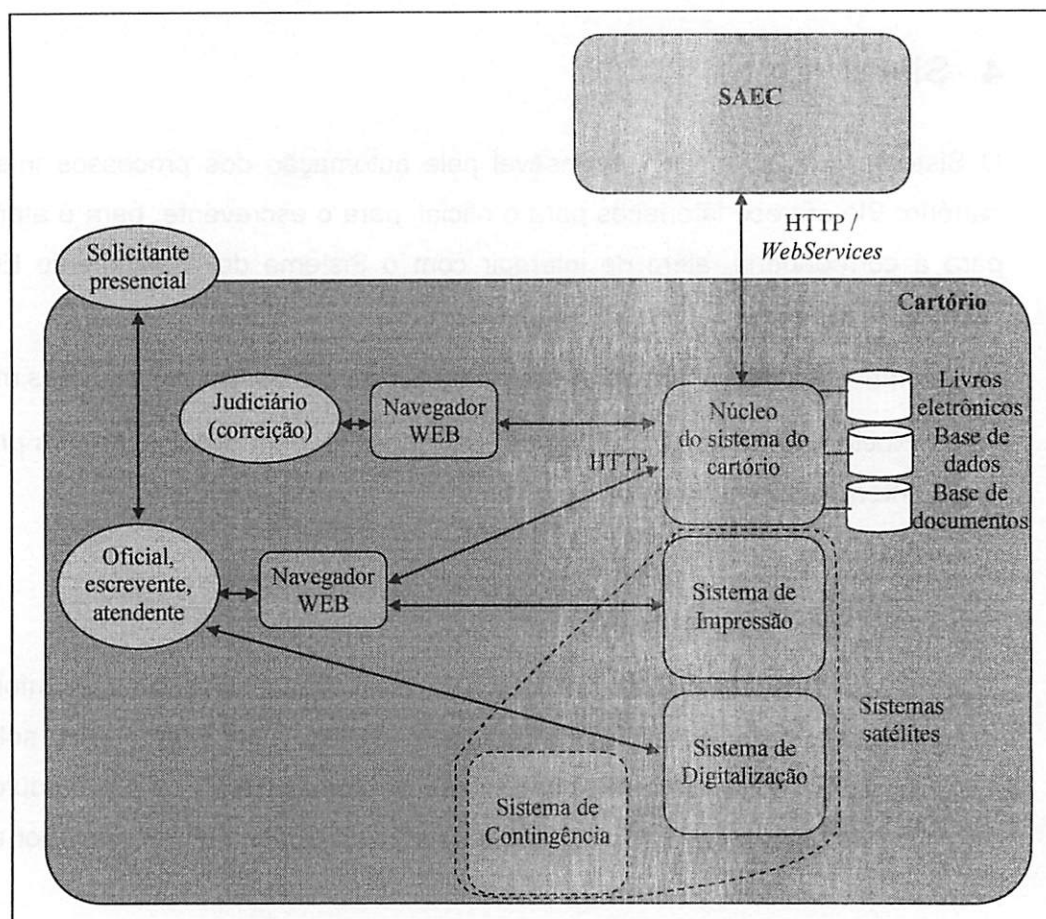 SAEC
HTTP /
WebServices
Solicitante
presencial
Cartório
Judiciário
(correição)
Navegador
WEB
Núcleo
do sistema do
cartório
Livros
eletrônicos
Base de
dados
Base de
documentos
HTTP
Oficial,
escrevente,
atendente
Navegador
WEB
Sistema de
Impressão
Sistemas
satélites
Sistema de
Digitalização
Sistema de
Contingência